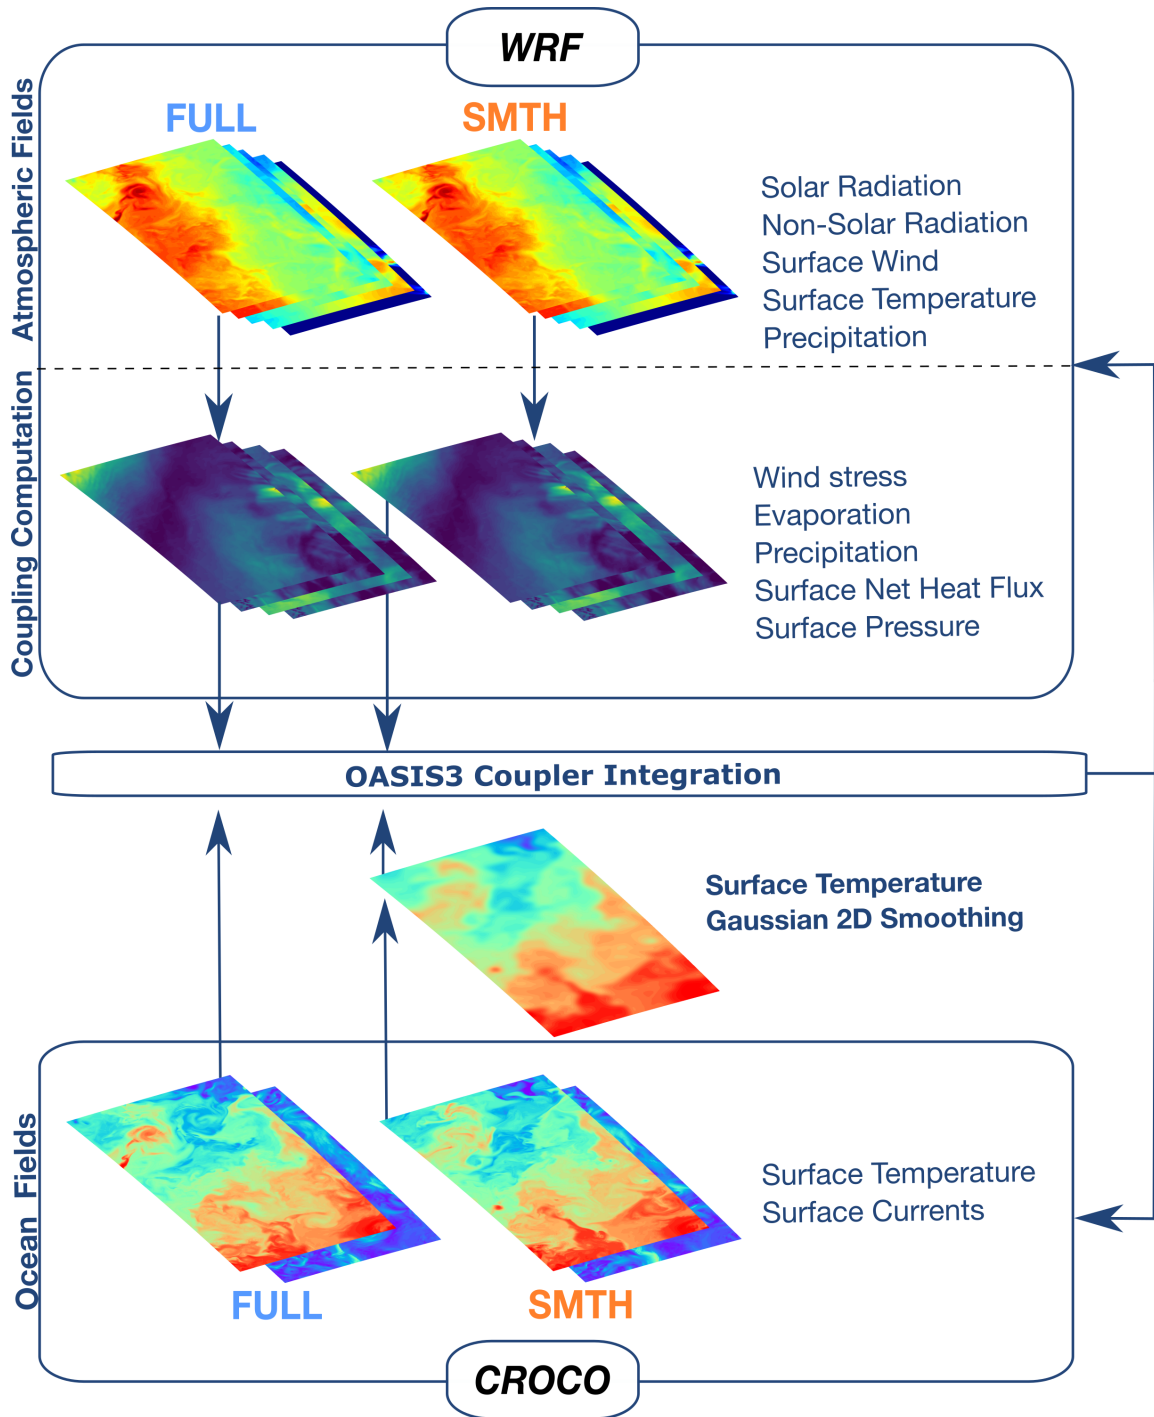 WRF
Atmospheric Fields
FULL
SMTH
Solar Radiation
Non-Solar Radiation
Surface Wind
Surface Temperature
Precipitation
Coupling Computation
Wind stress
Evaporation
Precipitation
Surface Net Heat Flux
Surface Pressure
OASIS3 Coupler Integration
Surface Temperature
Gaussian 2D Smoothing
Ocean Fields
Surface Temperature
Surface Currents
FULL
SMTH
CROCO